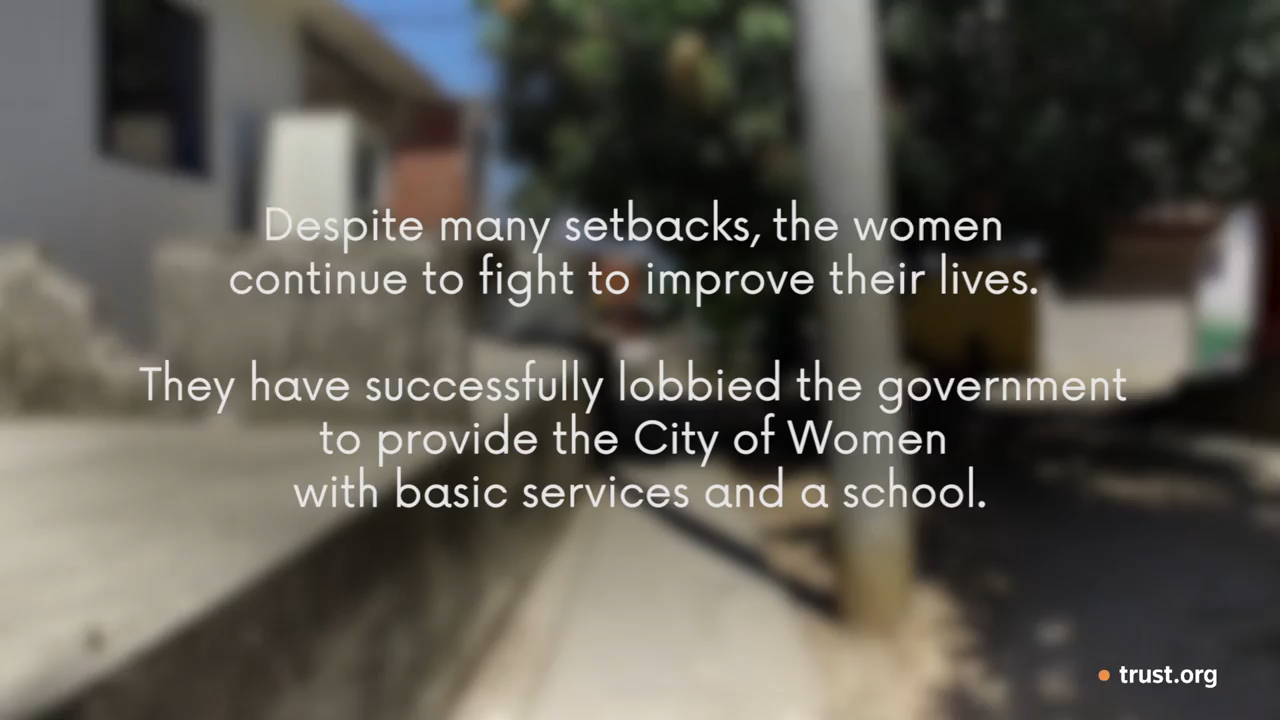 Despite many setbacks, the women
continue to fight to improve their lives.
They have successfully lobbied the government
to provide the City of Women
with basic services and a school.
trust.org